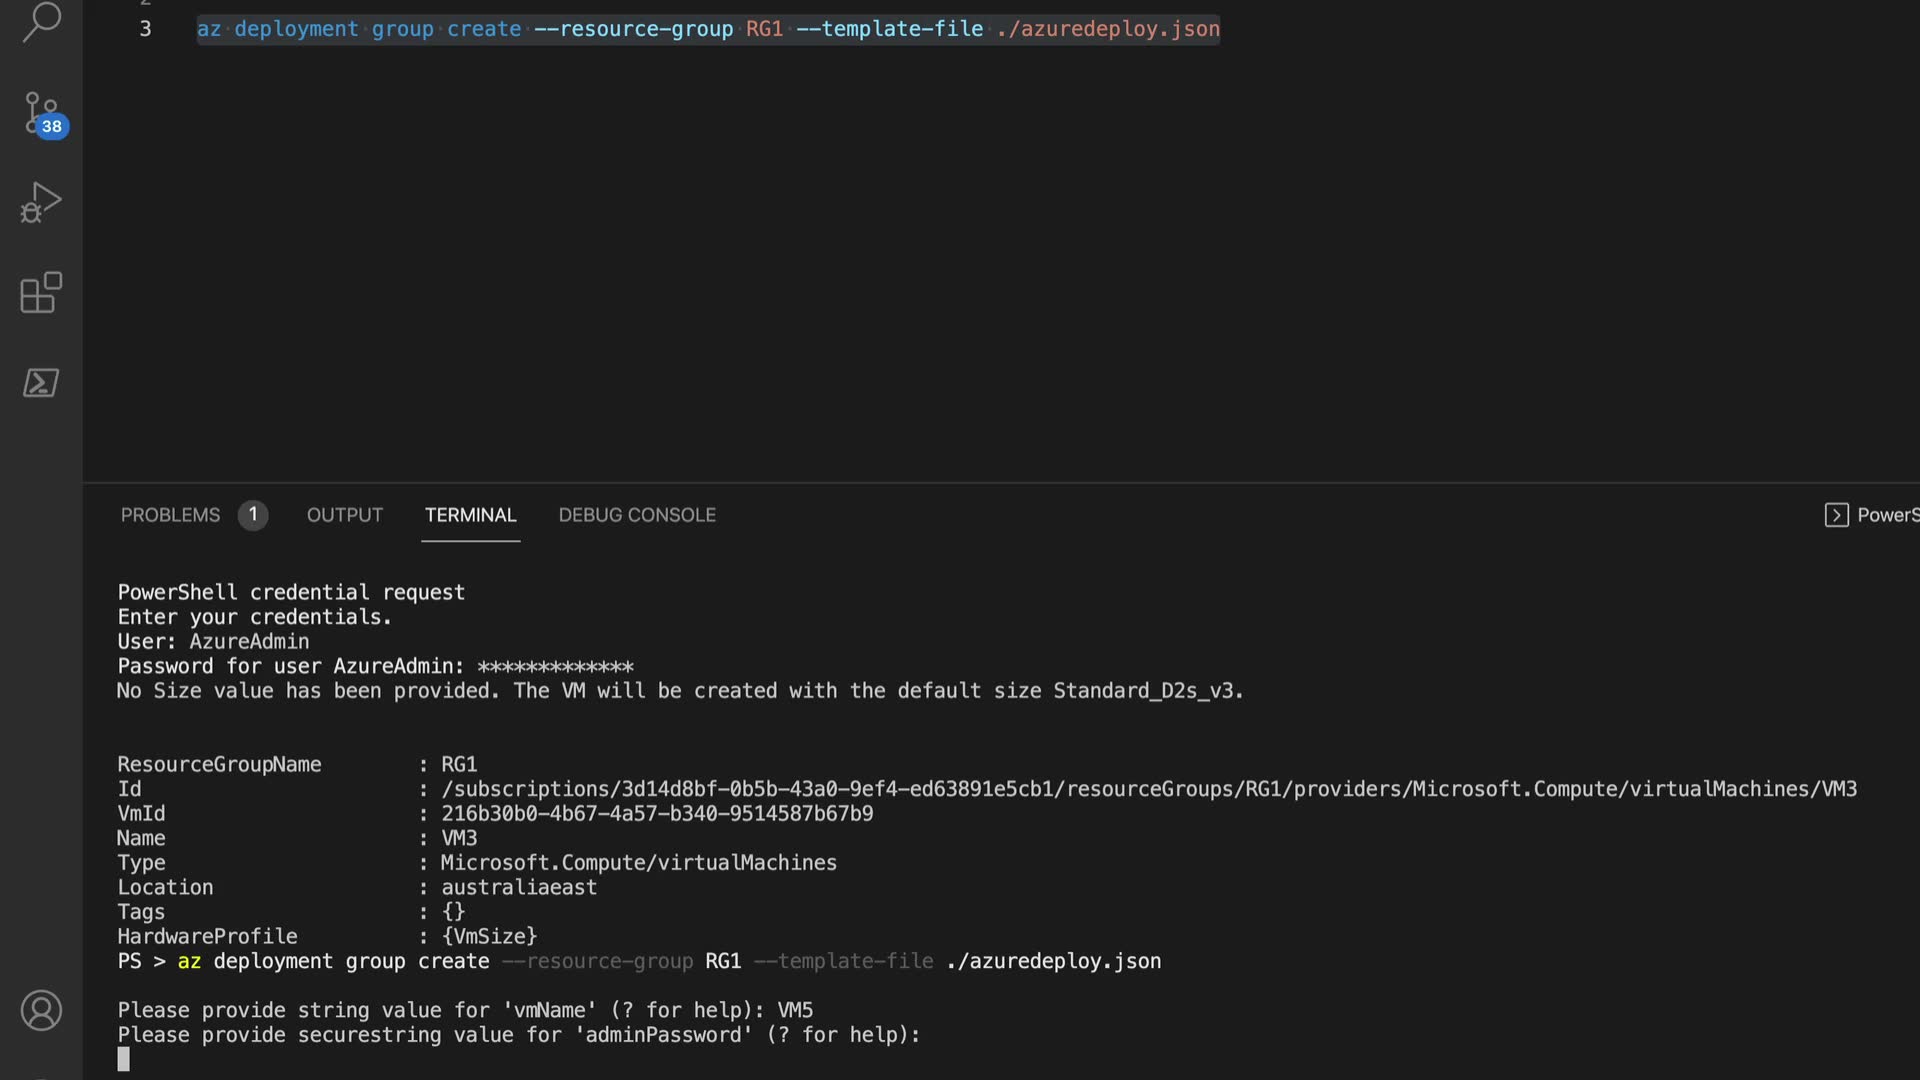 2
3 az deployment group create --resource-group RG1 --template-file ./azuredeploy.json
38
PROBLEMS 1 OUTPUT TERMINAL DEBUG CONSOLE PowerS
PowerShell credential request
Enter your credentials.
User: AzureAdmin
Password for user AzureAdmin: *************
No Size value has been provided. The VM will be created with the default size Standard_D2s_v3.
ResourceGroupName : RG1
Id : /subscriptions/3d14d8bf-0b5b-43a0-9ef4-ed63891e5cb1/resourceGroups/RG1/providers/Microsoft.Compute/virtualMachines/VM3
VmId : 216b30b0-4b67-4a57-b340-9514587b67b9
Name : VM3
Type : Microsoft.Compute/virtualMachines
Location : australiaeast
Tags : {}
HardwareProfile : {VmSize}
PS > az deployment group create --resource-group RG1 --template-file ./azuredeploy.json
Please provide string value for 'vmName' (? for help): VM5
Please provide securestring value for 'adminPassword' (? for help):